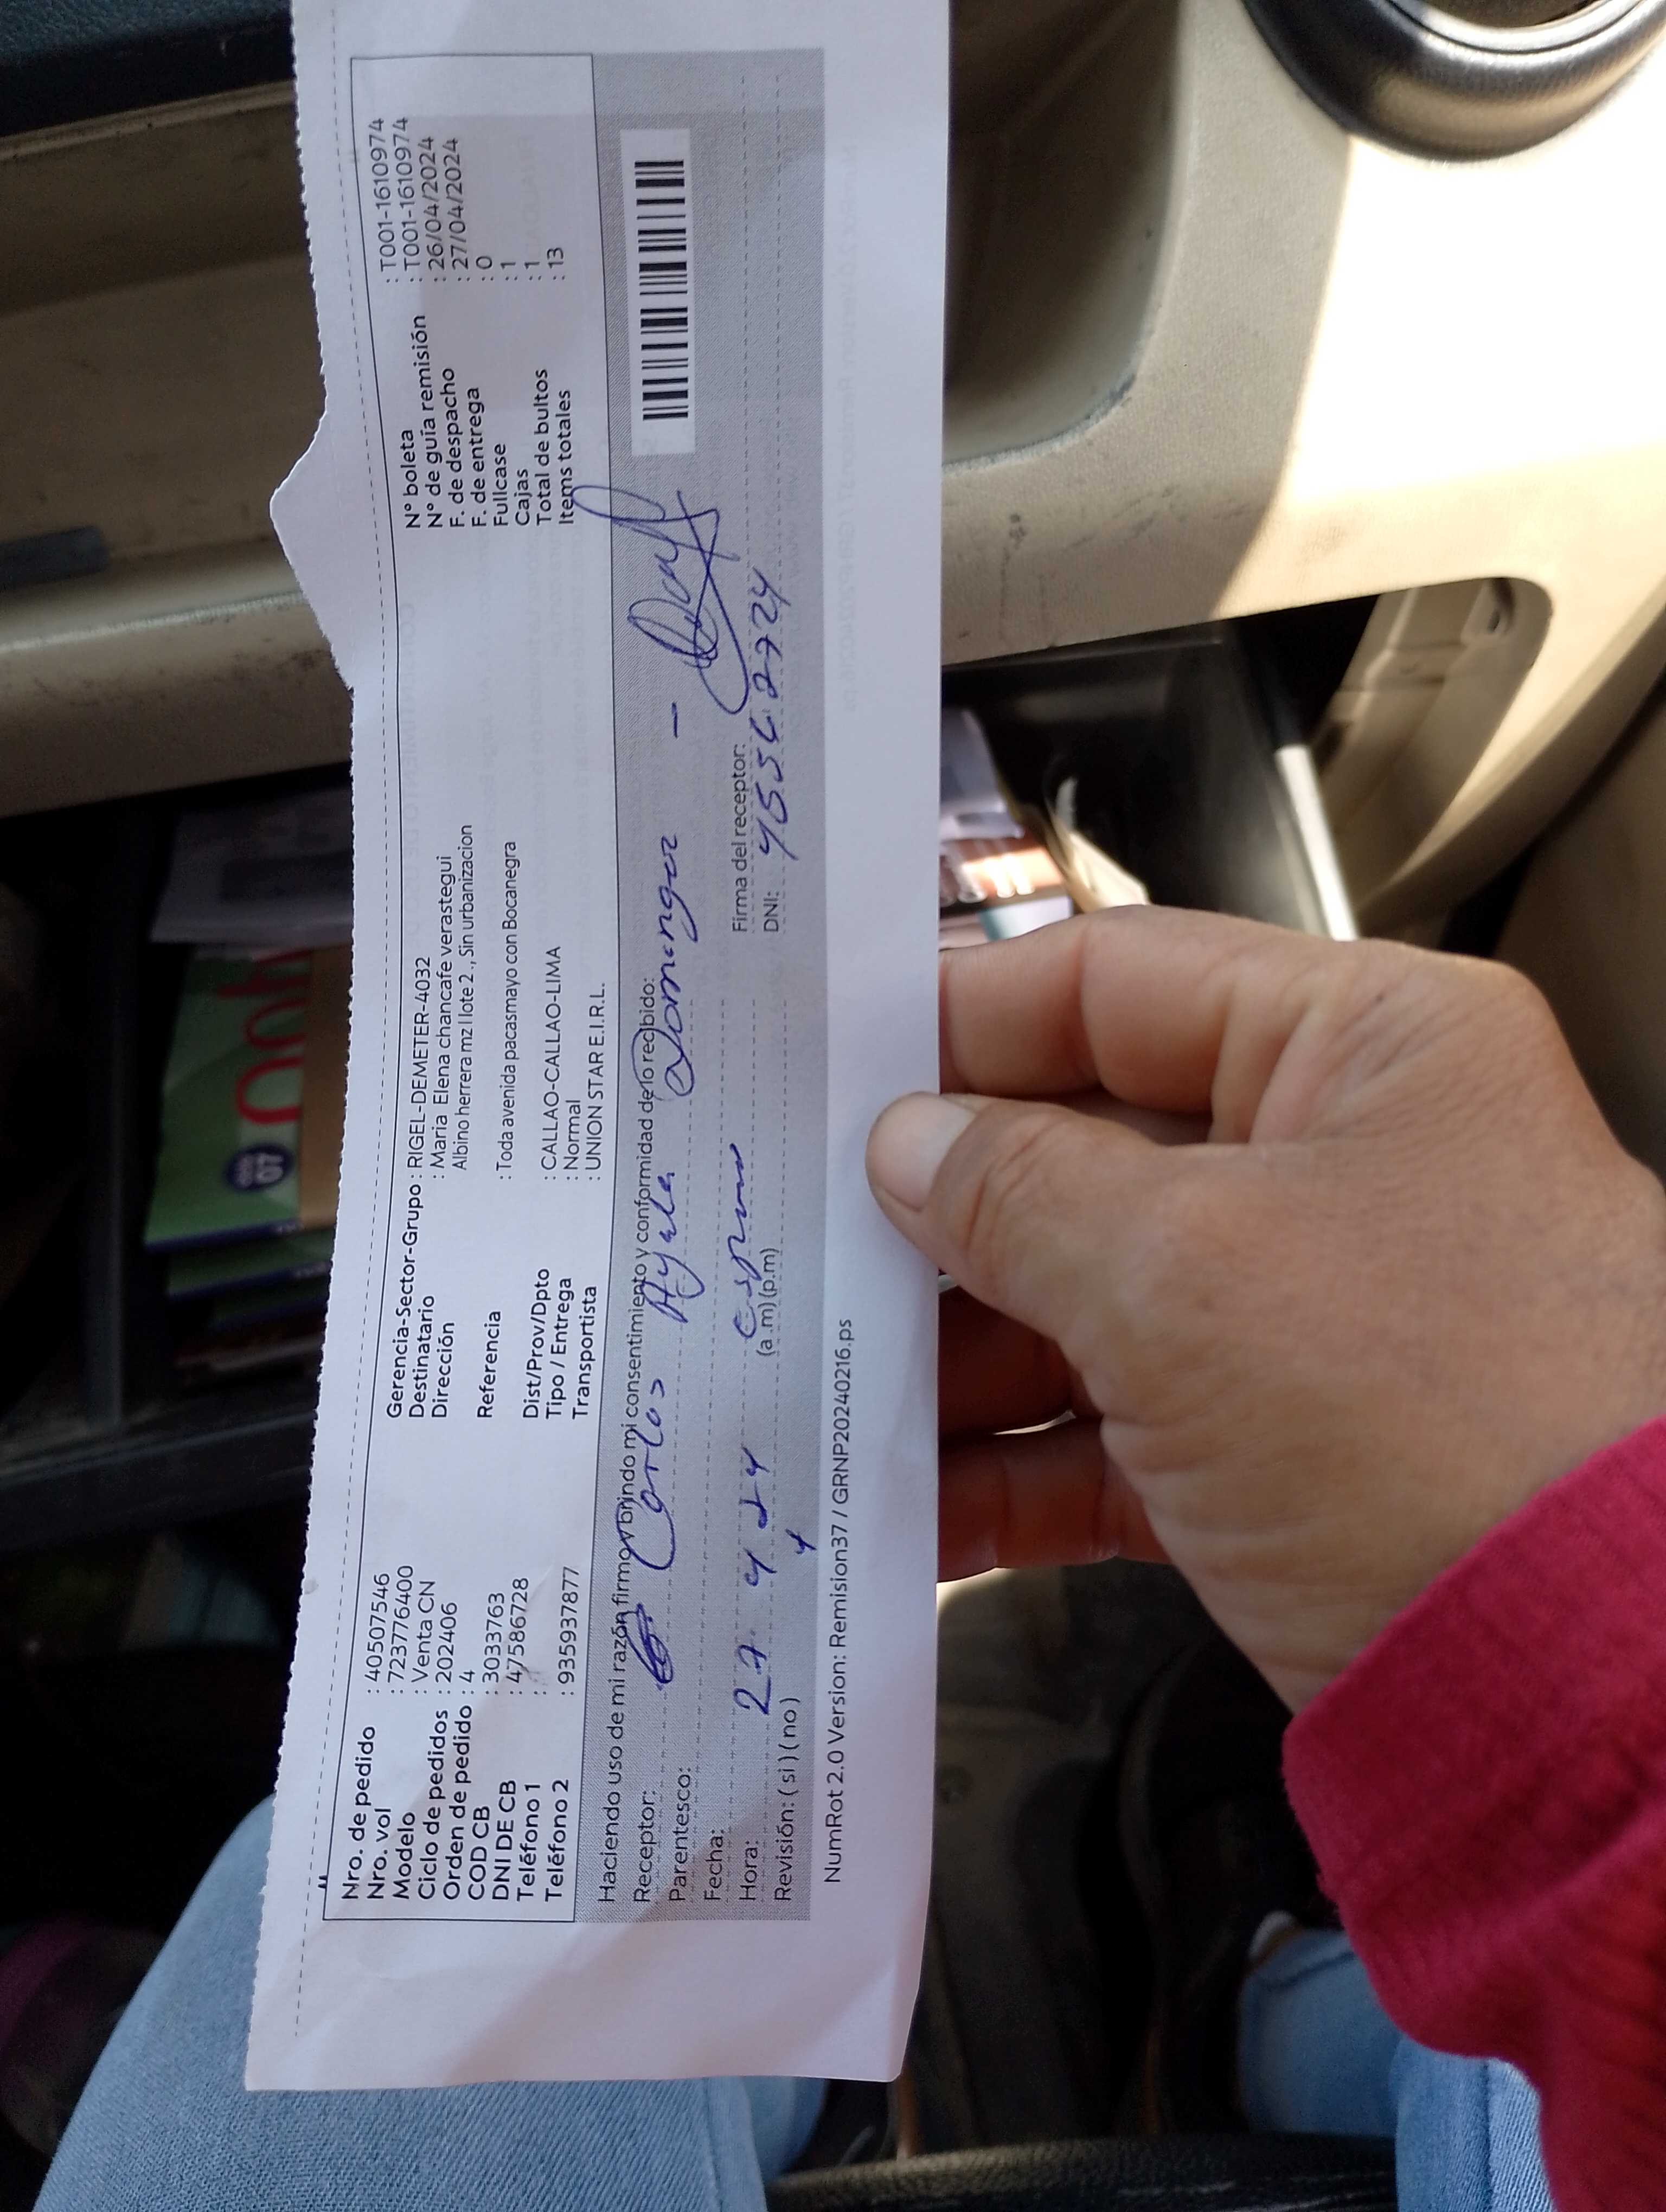 Nro. de pedido : 40507546
Nro. vol : 723776400
Modelo : Venta CN
Ciclo de pedidos : 202406
Orden de pedido : 4
COD CB : 3033763
DNI DE CB : 47586728
Teléfono 1 :
Teléfono 2 : 935937877
Gerencia-Sector-Grupo : RIGEL-DEMETER-4032
Destinatario : Maria Elena chancafe verastegui
Dirección Albino herrera mz l lote 2 ., Sin urbanizacion
Referencia : Toda avenida pacasmayo con Bocanegra
Dist/Prov/Dpto : CALLAO-CALLAO-LIMA
Tipo / Entrega : Normal
Transportista : UNION STAR E.I.R.L.
N° boleta : T001-1610974
N° de guía remisión : T001-1610974
F. de despacho : 26/04/2024
F. de entrega : 27/04/2024
Fullcase : 0
Cajas : 1
Total de bultos : 1
Items totales : 13
Haciendo uso de mi razón firmo y brindo mi consentimiento y conformidad de lo recibido:
Receptor: Carlos Ayala Dominguez
Parentesco: Esposo
Fecha: 27 4 24
Firma del receptor:
Hora: (a.m) (p.m)
DNI:
Revisión: ( si ) ( no )
NumRot 2.0 Version: Remision37 / GRNP20240216.ps
07